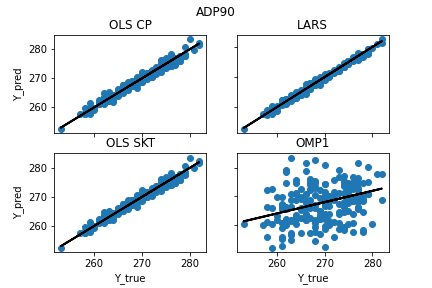 ADP90
OLS CP
LARS
280
270
260
Y_pred
OLS SKT
OMP1
280
270
260
Y_pred
260
270
280
260
270
280
Y_true
Y_true